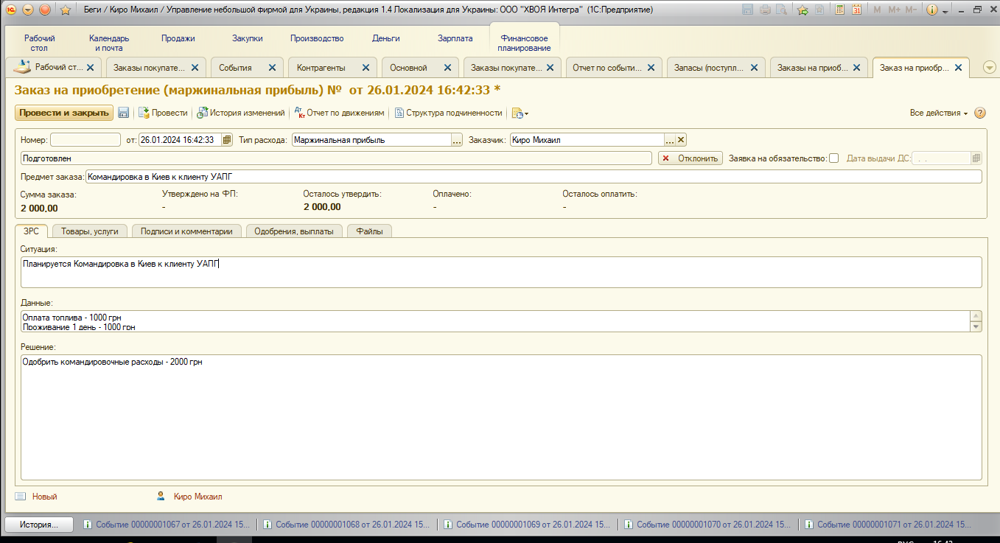 Беги / Киро Михаил / Управление небольшой фирмой для Украины, редакция 1.4 Локализация для Украины: ООО "ХВОЯ Интегра" (1С:Предприятие)
M M+ M-
Рабочий стол
Календарь и почта
Продажи
Закупки
Производство
Деньги
Зарплата
Финансовое планирование
Рабочий ст...
Заказы покупате...
События
Контрагенты
Основной
Заказы покупате...
Отчет по событи...
Запасы (поступл...
Заказы на приоб...
Заказ на приобр...
Заказ на приобретение (маржинальная прибыль) № от 26.01.2024 16:42:33 *
Провести и закрыть
Провести
История изменений
Дт Кт Отчет по движениям
Структура подчиненности
Все действия
Номер:
от: 26.01.2024 16:42:33
Тип расхода: Маржинальная прибыль ...
Заказчик: Киро Михаил ...
Подготовлен
Отклонить
Заявка на обязательство:
Дата выдачи ДС: . .
Предмет заказа: Командировка в Киев к клиенту УАПГ
Сумма заказа: Утверждено на ФП: Осталось утвердить: Оплачено: Осталось оплатить:
2 000,00 - 2 000,00 - -
ЗРС
Товары, услуги
Подписи и комментарии
Одобрения, выплаты
Файлы
Ситуация:
Планируется Командировка в Киев к клиенту УАПГ
Данные:
Оплата топлива - 1000 грн
Проживание 1 день - 1000 грн
Решение:
Одобрить командировочные расходы - 2000 грн
Новый
Киро Михаил
История...
Событие 00000001067 от 26.01.2024 15...
Событие 00000001068 от 26.01.2024 15...
Событие 00000001069 от 26.01.2024 15...
Событие 00000001070 от 26.01.2024 15...
Событие 00000001071 от 26.01.2024 15...